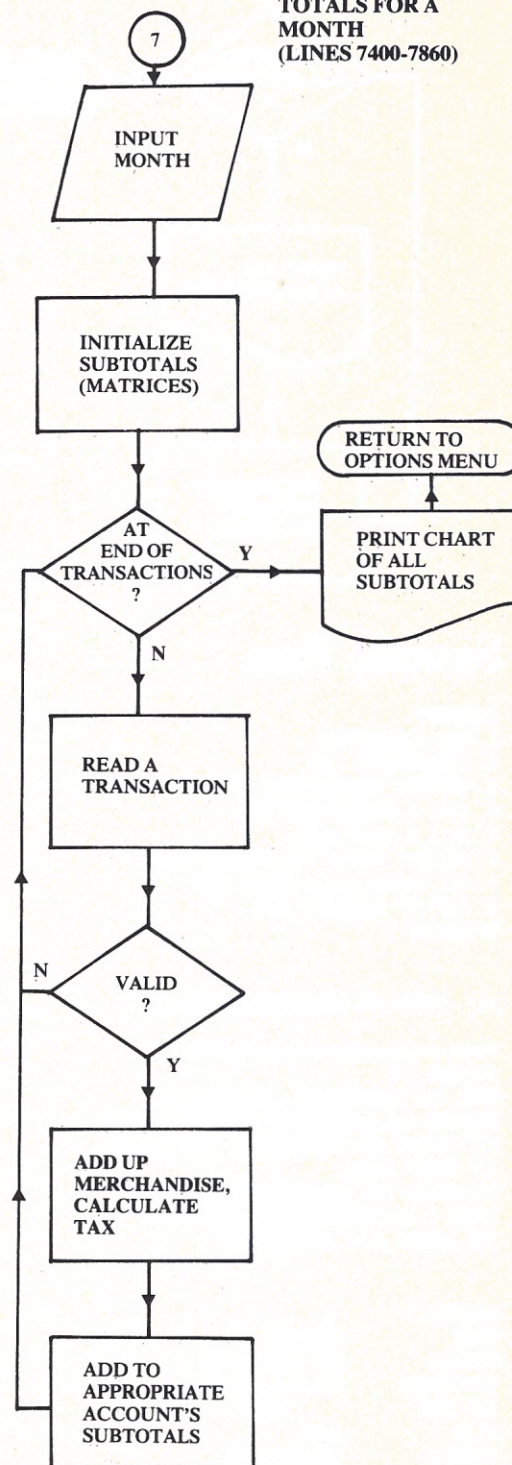 TOTALS FOR A
MONTH
(LINES 7400-7860)
7
INPUT
MONTH
INITIALIZE
SUBTOTALS
(MATRICES)
AT
END OF
TRANSACTIONS
?
Y
RETURN TO
OPTIONS MENU
PRINT CHART
OF ALL
SUBTOTALS
N
READ A
TRANSACTION
VALID
?
N
Y
ADD UP
MERCHANDISE,
CALCULATE
TAX
ADD TO
APPROPRIATE
ACCOUNT'S
SUBTOTALS